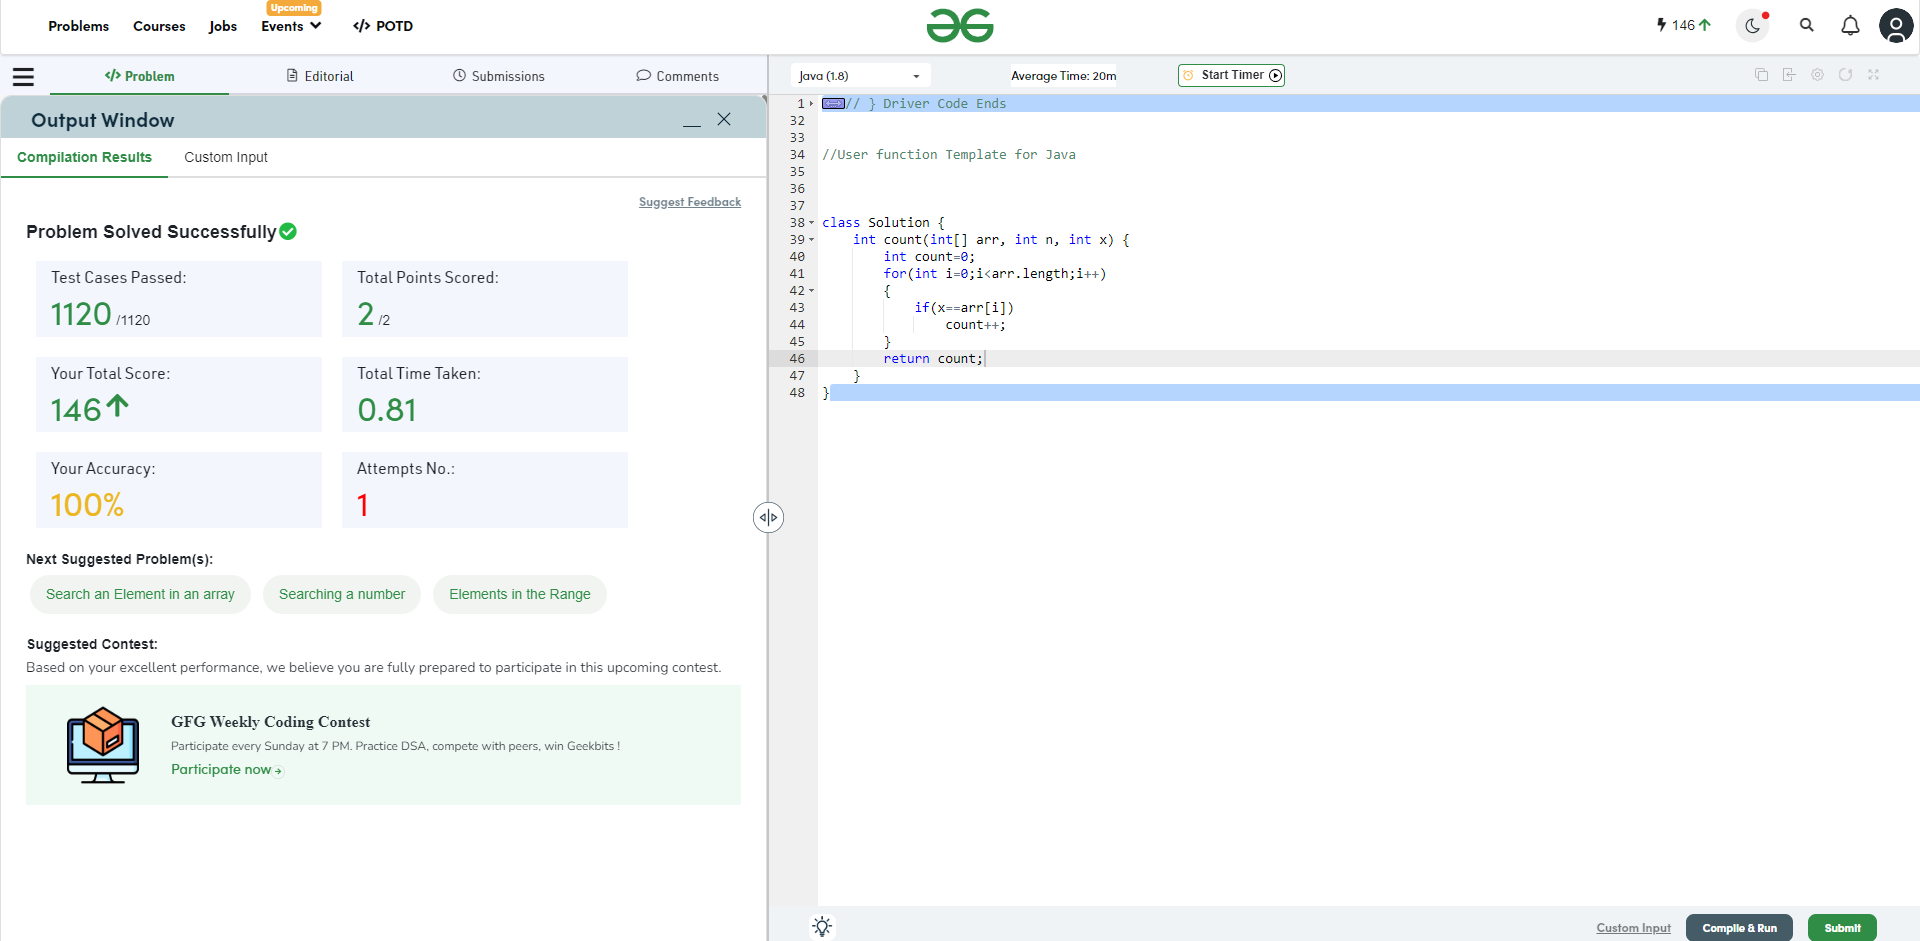 Problems Courses Jobs Events Upcoming </> POTD
146
</> Problem Editorial Submissions Comments
Output Window
Compilation Results Custom Input
Suggest Feedback
Problem Solved Successfully
Test Cases Passed:
1120 /1120
Total Points Scored:
2 /2
Your Total Score:
146
Total Time Taken:
0.81
Your Accuracy:
100%
Attempts No.:
1
Next Suggested Problem(s):
Search an Element in an array Searching a number Elements in the Range
Suggested Contest:
Based on your excellent performance, we believe you are fully prepared to participate in this upcoming contest.
GFG Weekly Coding Contest
Participate every Sunday at 7 PM. Practice DSA, compete with peers, win Geekbits !
Participate now
Java (1.8) Average Time: 20m Start Timer
1 // } Driver Code Ends
32
33
34 //User function Template for Java
35
36
37
38 class Solution {
39 int count(int[] arr, int n, int x) {
40 int count=0;
41 for(int i=0;i<arr.length;i++)
42 {
43 if(x==arr[i])
44 count++;
45 }
46 return count;
47 }
48 }
Custom Input Compile & Run Submit